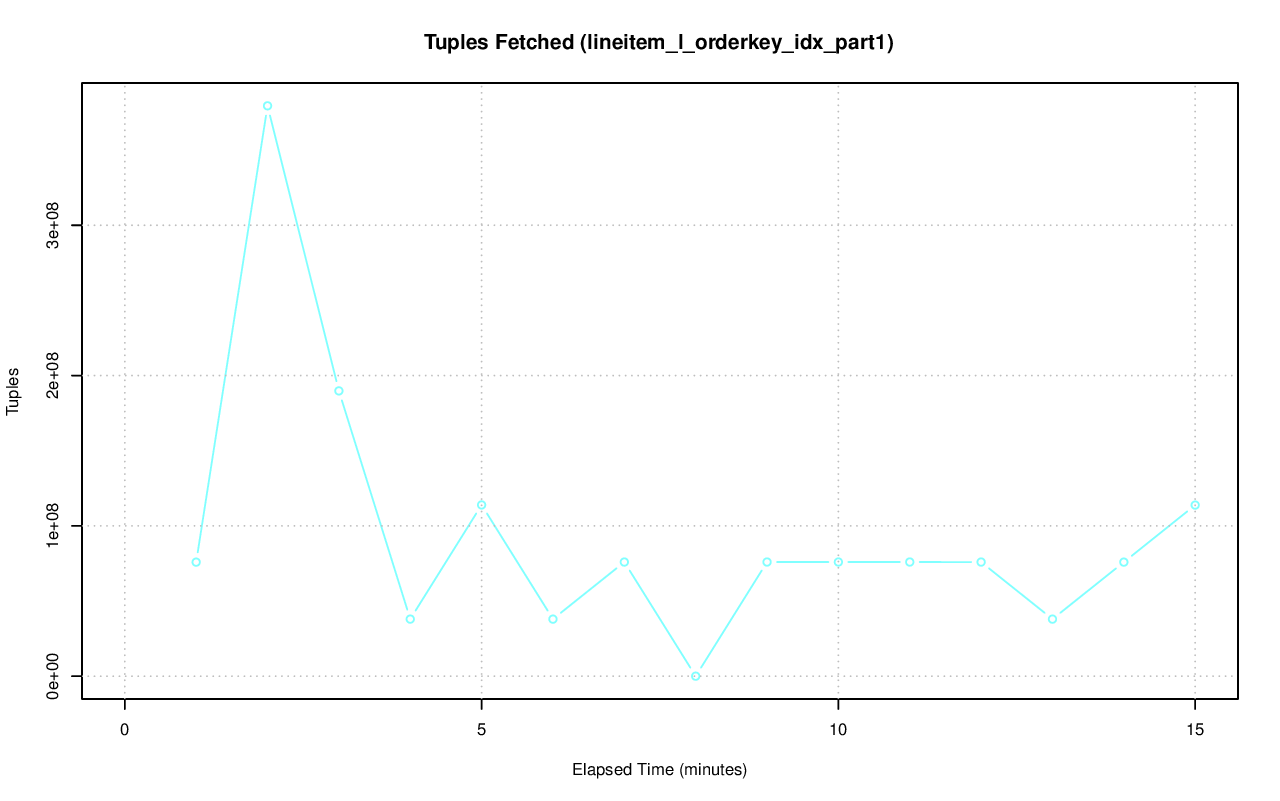 Tuples Fetched (lineitem_l_orderkey_idx_part1)
3e+08
2e+08
1e+08
0e+00
Tuples
0 5 10 15
Elapsed Time (minutes)